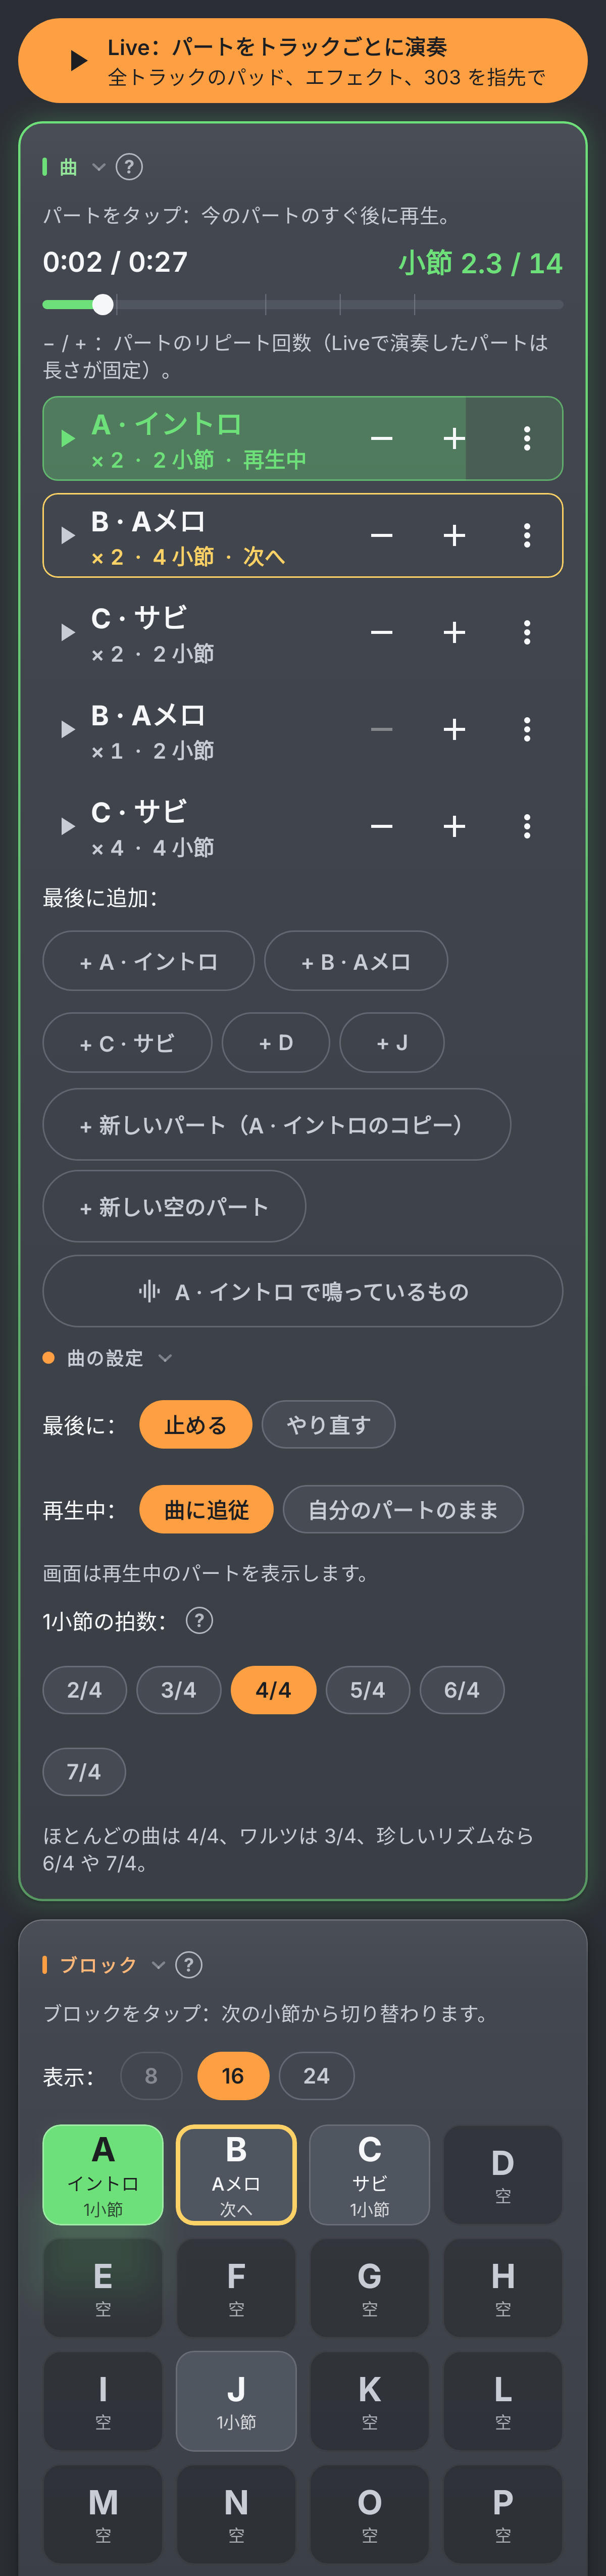 Live：パートをトラックごとに演奏
全トラックのパッド、エフェクト、303 を指先で
曲 ?
パートをタップ：今のパートのすぐ後に再生。
0:02 / 0:27 小節 2.3 / 14
− / + ：パートのリピート回数（Liveで演奏したパートは
長さが固定）。
A · イントロ
× 2 · 2 小節 · 再生中
B · Aメロ
× 2 · 4 小節 · 次へ
C · サビ
× 2 · 2 小節
B · Aメロ
× 1 · 2 小節
C · サビ
× 4 · 4 小節
最後に追加：
+ A · イントロ + B · Aメロ
+ C · サビ + D + J
+ 新しいパート（A · イントロのコピー）
+ 新しい空のパート
A · イントロ で鳴っているもの
曲の設定
最後に： 止める やり直す
再生中： 曲に追従 自分のパートのまま
画面は再生中のパートを表示します。
1小節の拍数： ?
2/4 3/4 4/4 5/4 6/4
7/4
ほとんどの曲は 4/4、ワルツは 3/4、珍しいリズムなら
6/4 や 7/4。
ブロック ?
ブロックをタップ：次の小節から切り替わります。
表示： 8 16 24
A B C D
イントロ Aメロ サビ 空
1小節 次へ 1小節
E F G H
空 空 空 空
I J K L
空 1小節 空 空
M N O P
空 空 空 空